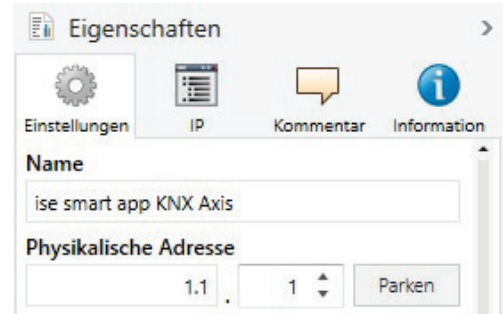 Eigenschaften
Einstellungen IP Kommentar Information
Name
ise smart app KNX Axis
Physikalische Adresse
1.1 . 1 Parken